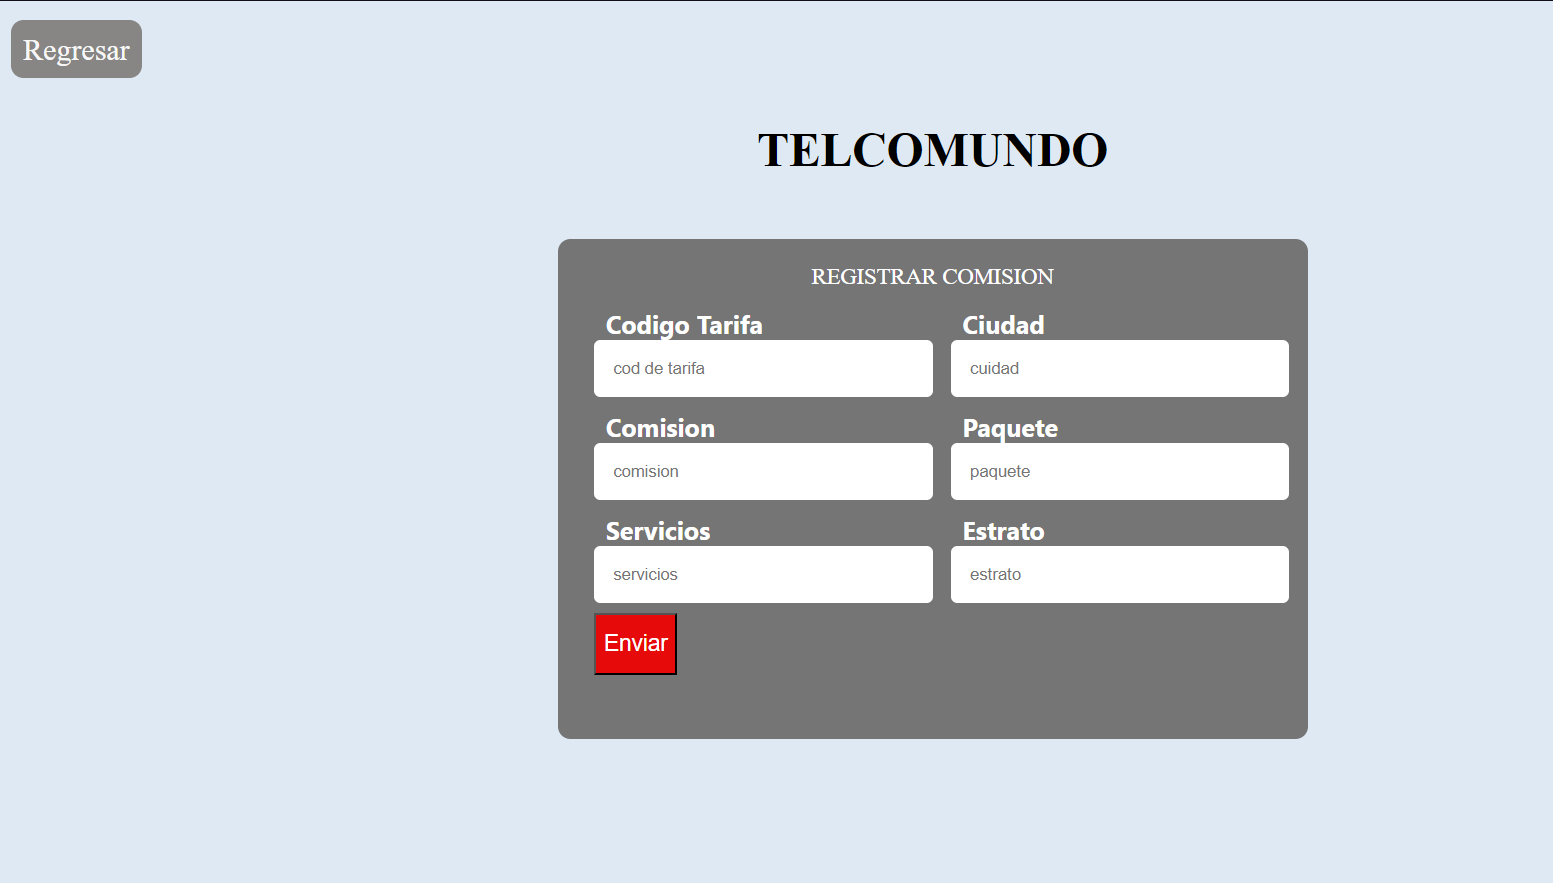 Regresar
TELCOMUNDO
REGISTRAR COMISION
Codigo Tarifa
Ciudad
cod de tarifa
cuidad
Comision
Paquete
comision
paquete
Servicios
Estrato
servicios
estrato
Enviar